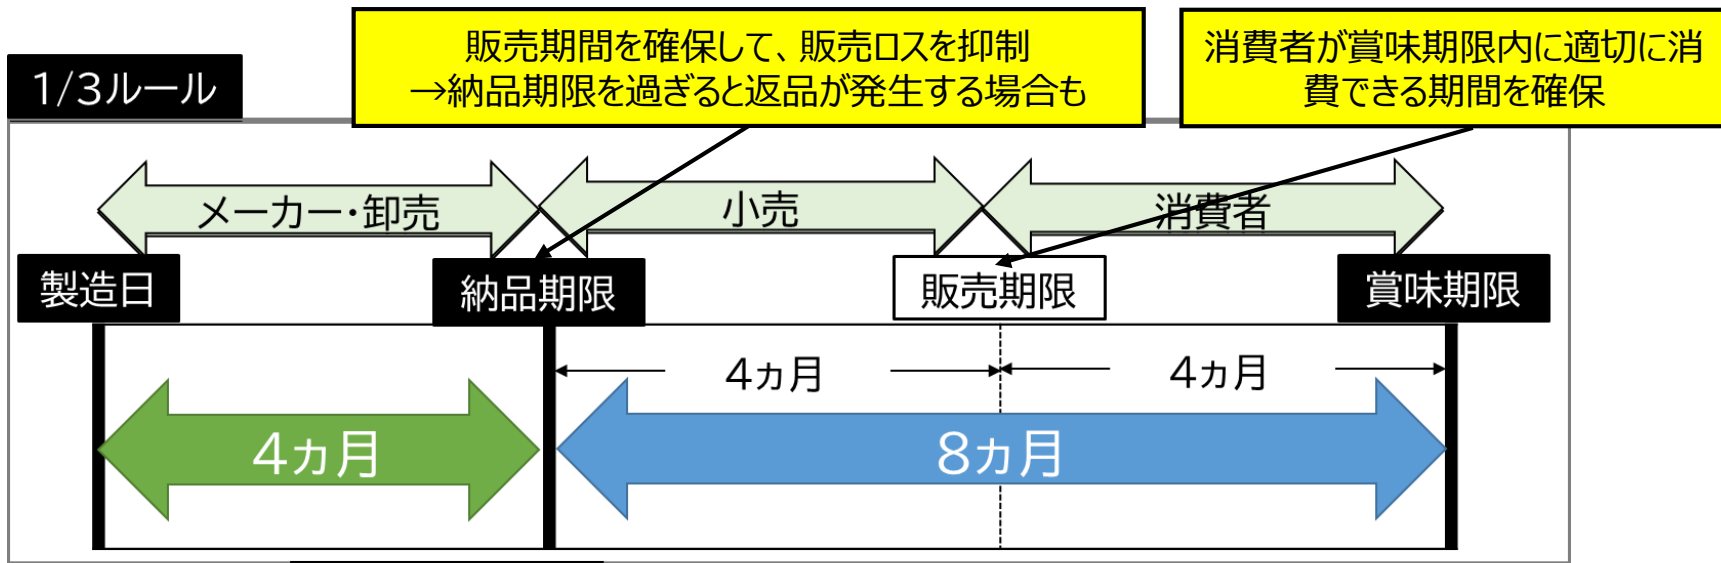 販売期間を確保して、販売ロスを抑制
→納品期限を過ぎると返品が発生する場合も
消費者が賞味期限内に適切に消
費できる期間を確保
1/3ルール
メーカー・卸売
小売
消費者
製造日
納品期限
販売期限
賞味期限
4ヵ月
4ヵ月
4ヵ月
8ヵ月